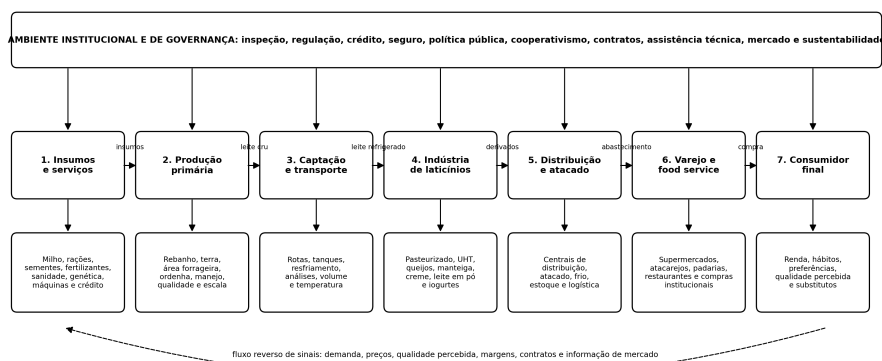 AMBIENTE INSTITUCIONAL E DE GOVERNANÇA: inspeção, regulação, crédito, seguro, política pública, cooperativismo, contratos, assistência técnica, mercado e sustentabilidade
insumos
leite cru
leite refrigerado
derivados
abastecimento
compra
1. Insumos
e serviços
2. Produção
primária
3. Captação
e transporte
4. Indústria
de laticínios
5. Distribuição
e atacado
6. Varejo e
food service
7. Consumidor
final
Milho, rações,
sementes, fertilizantes,
sanidade, genética,
máquinas e crédito
Rebanho, terra,
área forrageira,
ordenha, manejo,
qualidade e escala
Rotas, tanques,
resfriamento,
análises, volume
e temperatura
Pasteurizado, UHT,
queijos, manteiga,
creme, leite em pó
e iogurtes
Centrais de
distribuição,
atacado, frio,
estoque e logística
Supermercados,
atacarejos, padarias,
restaurantes e compras
institucionais
Renda, hábitos,
preferências,
qualidade percebida
e substitutos
fluxo reverso de sinais: demanda, preços, qualidade percebida, margens, contratos e informação de mercado